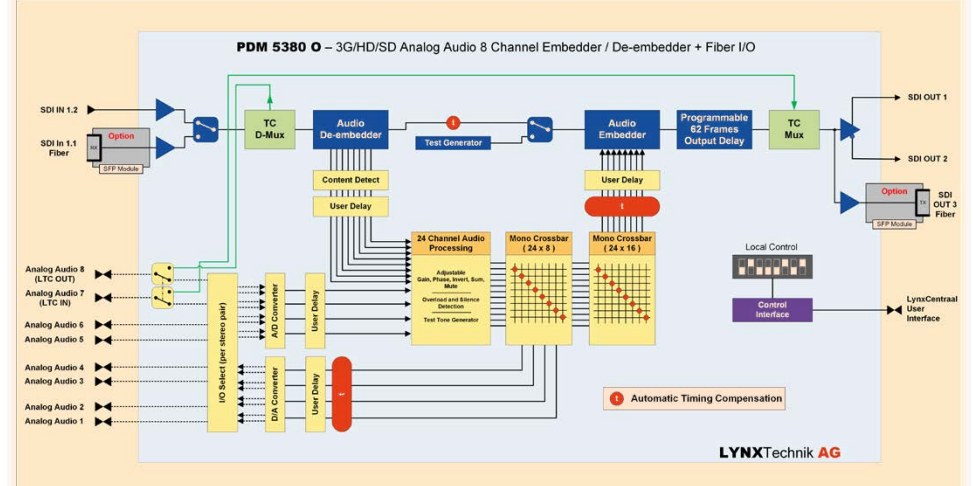 PDM 5380 O – 3G/HD/SD Analog Audio 8 Channel Embedder / De-embedder + Fiber I/O
SDI IN 1.2
SDI In 1.1
Fiber
Option
RX
SFP Module
TC
D-Mux
Audio
De-embedder
t
Test Generator
Audio
Embedder
Programmable
62 Frames
Output Delay
TC
Mux
SDI OUT 1
SDI OUT 2
Option
TX
SFP Module
SDI
OUT 3
Fiber
Content Detect
User Delay
User Delay
t
24 Channel Audio
Processing
Adjustable
Gain, Phase, Invert, Sum,
Mute
Overload and Silence
Detection
Test Tone Generator
Mono Crossbar
( 24 x 8 )
Mono Crossbar
( 24 x 16 )
Local Control
Control
Interface
LynxCentraal
User
Interface
Analog Audio 8
(LTC OUT)
Analog Audio 7
(LTC IN)
Analog Audio 6
Analog Audio 5
Analog Audio 4
Analog Audio 3
Analog Audio 2
Analog Audio 1
I/O Select (per stereo pair)
A/D Converter
User Delay
D/A Converter
User Delay
t
t Automatic Timing Compensation
LYNXTechnik AG